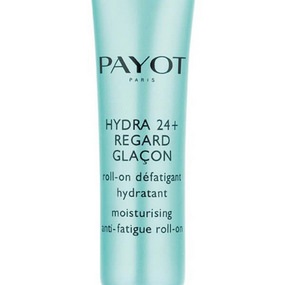 PAYOT
PARIS
HYDRA 24+
REGARD
GLAÇON
roll-on défatigant
hydratant
moisturising
anti-fatigue roll-on